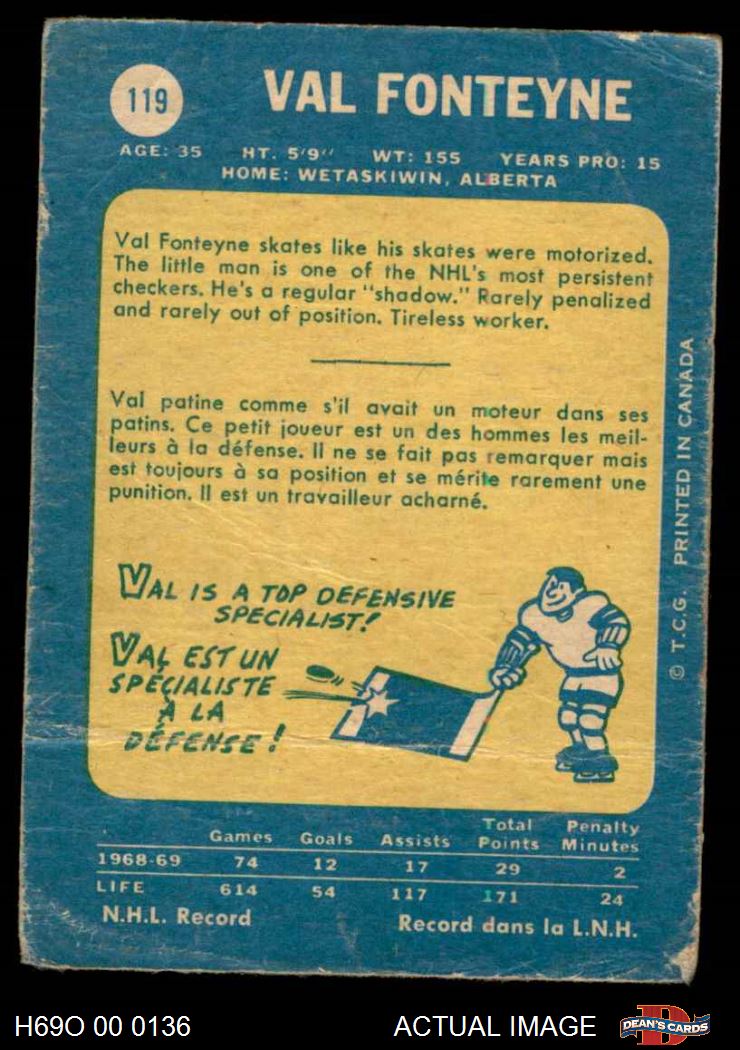 119
VAL FONTEYNE
AGE: 35 HT. 5'9" WT: 155 YEARS PRO: 15
HOME: WETASKIWIN, ALBERTA
Val Fonteyne skates like his skates were motorized.
The little man is one of the NHL's most persistent
checkers. He's a regular "shadow." Rarely penalized
and rarely out of position. Tireless worker.
Val patine comme s'il avait un moteur dans ses
patins. Ce petit joueur est un des hommes les meil-
leurs à la défense. Il ne se fait pas remarquer mais
est toujours à sa position et se mérite rarement une
punition. Il est un travailleur acharné.
VAL IS A TOP DEFENSIVE
SPECIALIST!
VAL EST UN
SPÉCIALISTE
À LA
DÉFENSE!
© T.C.G. PRINTED IN CANADA
Games Goals Assists Total Points Penalty Minutes
1968-69 74 12 17 29 2
LIFE 614 54 117 171 24
N.H.L. Record Record dans la L.N.H.
H69O 00 0136 ACTUAL IMAGE DEAN'S CARDS